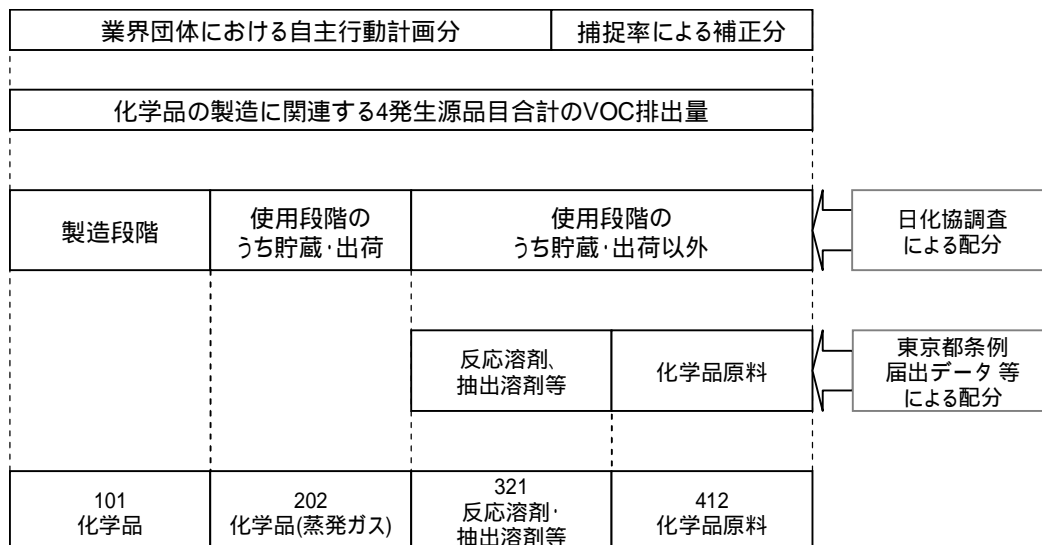 業界団体における自主行動計画分
捕捉率による補正分
化学品の製造に関連する4発生源品目合計のVOC排出量
製造段階
使用段階の
うち貯蔵・出荷
使用段階の
うち貯蔵・出荷以外
日化協調査
による配分
反応溶剤、
抽出溶剤等
化学品原料
東京都条例
届出データ等
による配分
101
化学品
202
化学品(蒸発ガス)
321
反応溶剤・
抽出溶剤等
412
化学品原料